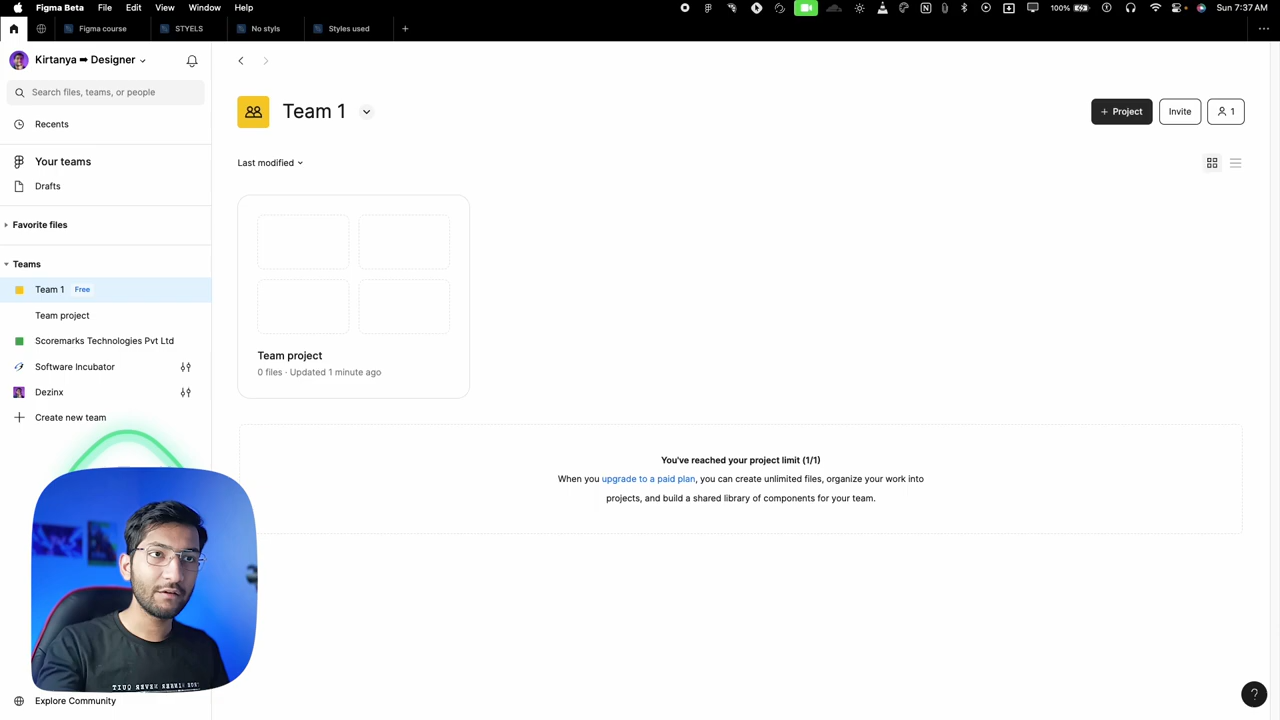 Figma Beta File Edit View Window Help 100% Sun 7:37 AM
Figma course STYELS No styls Styles used
Kirtanya ➡ Designer
Search files, teams, or people
Recents
Your teams
Drafts
Favorite files
Teams
Team 1 Free
Team project
Scoremarks Technologies Pvt Ltd
Software Incubator
Dezinx
Create new team
Explore Community
Team 1
+ Project Invite 1
Last modified
Team project
0 files · Updated 1 minute ago
You've reached your project limit (1/1)
When you upgrade to a paid plan, you can create unlimited files, organize your work into
projects, and build a shared library of components for your team.
?